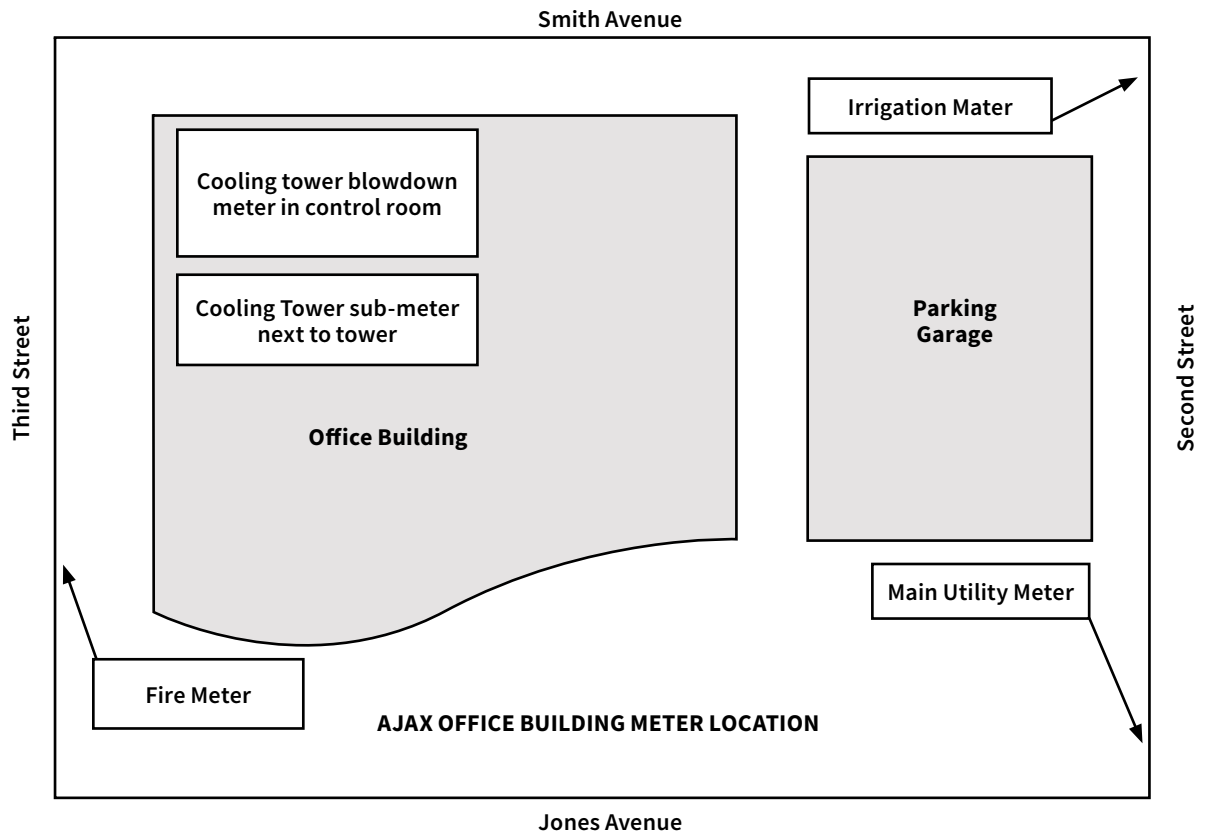 Smith Avenue
Irrigation Mater
Cooling tower blowdown
meter in control room
Cooling Tower sub-meter
next to tower
Parking
Garage
Third Street
Second Street
Office Building
Main Utility Meter
Fire Meter
AJAX OFFICE BUILDING METER LOCATION
Jones Avenue